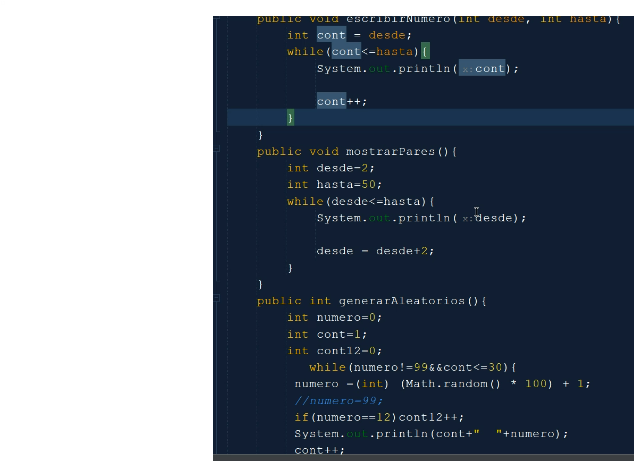 public void escribirNumero(int desde, int hasta){
int cont = desde;
while(cont<=hasta){
System.out.println( x: cont);
cont++;
}
}
public void mostrarPares(){
int desde=2;
int hasta=50;
while(desde<=hasta){
System.out.println( x: desde);
desde = desde+2;
}
}
public int generarAleatorios(){
int numero=0;
int cont=1;
int cont12=0;
while(numero!=99&&cont<=30){
numero =(int) (Math.random() * 100) + 1;
//numero=99;
if(numero==12)cont12++;
System.out.println(cont+"  "+numero);
cont++;